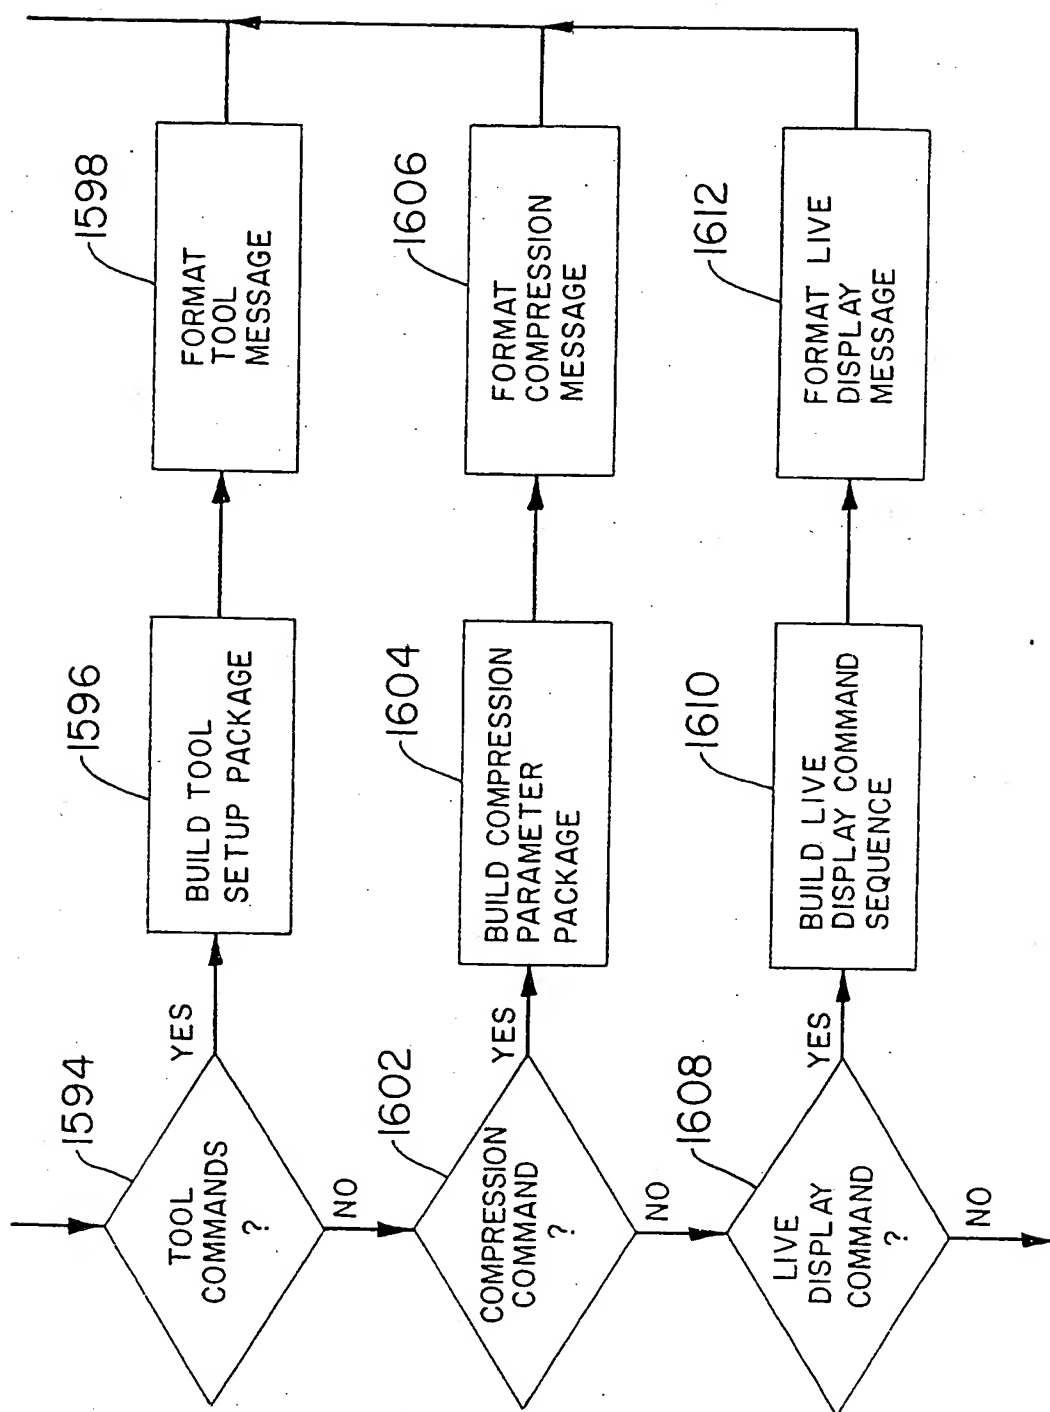 1594
TOOL
COMMANDS
?
YES
NO
1596
BUILD TOOL
SETUP PACKAGE
1598
FORMAT
TOOL
MESSAGE
1602
COMPRESSION
COMMAND
?
YES
NO
1604
BUILD COMPRESSION
PARAMETER
PACKAGE
1606
FORMAT
COMPRESSION
MESSAGE
1608
LIVE
DISPLAY
COMMAND
?
YES
NO
1610
BUILD LIVE
DISPLAY COMMAND
SEQUENCE
1612
FORMAT LIVE
DISPLAY
MESSAGE